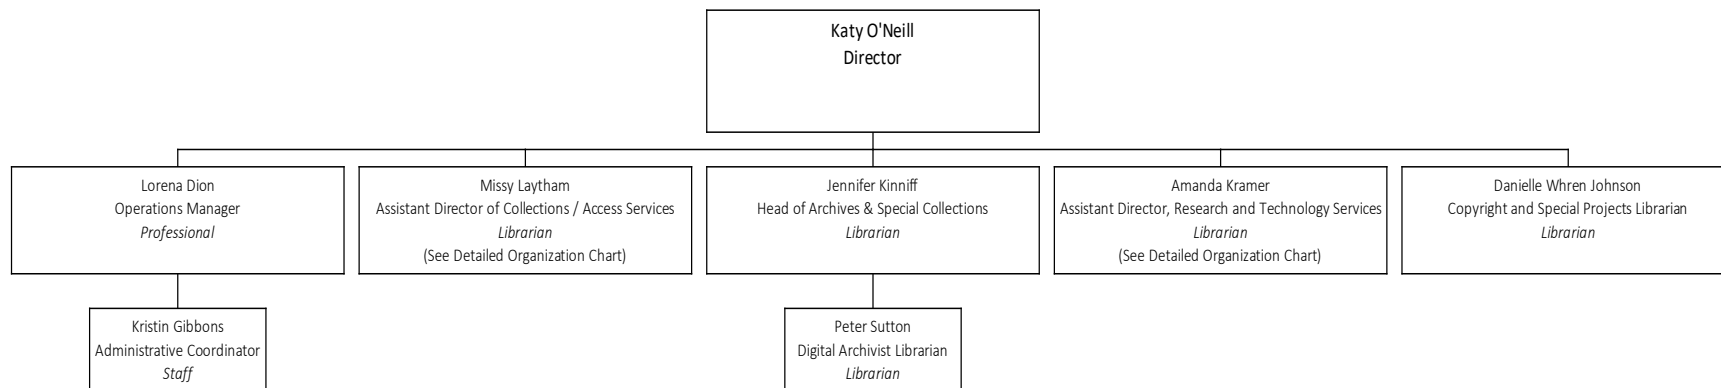 Katy O'Neill
Director
Lorena Dion
Operations Manager
Professional
Missy Laytham
Assistant Director of Collections / Access Services
Librarian
(See Detailed Organization Chart)
Jennifer Kinniff
Head of Archives & Special Collections
Librarian
Amanda Kramer
Assistant Director, Research and Technology Services
Librarian
(See Detailed Organization Chart)
Danielle Whren Johnson
Copyright and Special Projects Librarian
Librarian
Kristin Gibbons
Administrative Coordinator
Staff
Peter Sutton
Digital Archivist Librarian
Librarian